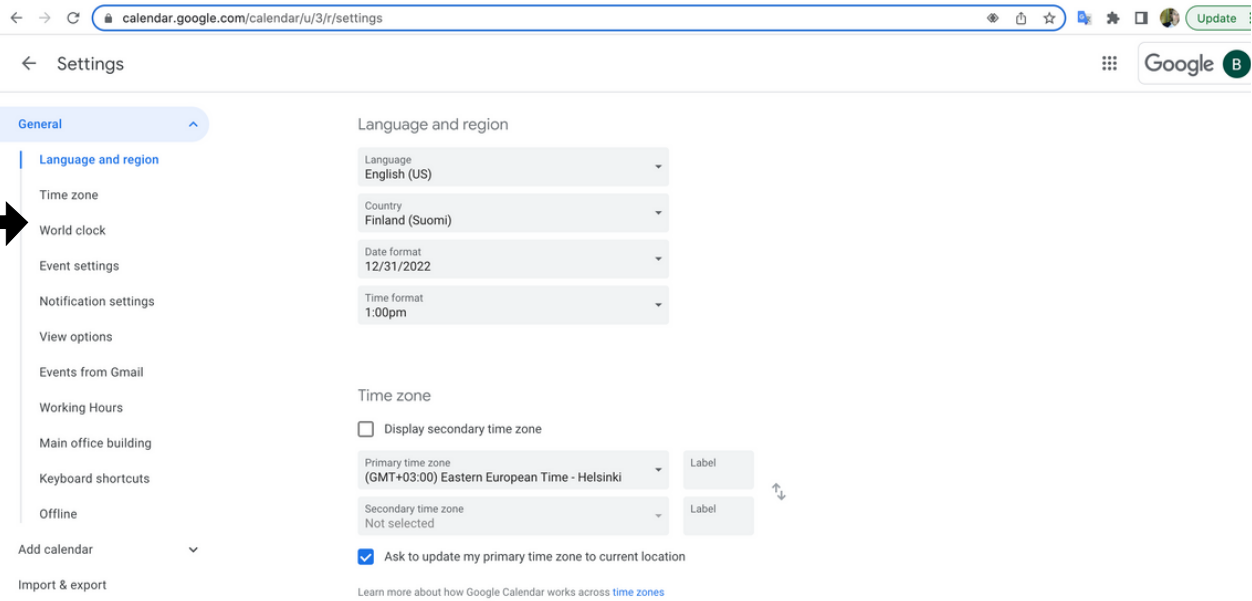 calendar.google.com/calendar/u/3/r/settings
Update
Settings
Google B
General
Language and region
Time zone
World clock
Event settings
Notification settings
View options
Events from Gmail
Working Hours
Main office building
Keyboard shortcuts
Offline
Add calendar
Import & export
Language and region
Language
English (US)
Country
Finland (Suomi)
Date format
12/31/2022
Time format
1:00pm
Time zone
Display secondary time zone
Primary time zone
(GMT+03:00) Eastern European Time - Helsinki
Label
Secondary time zone
Not selected
Label
Ask to update my primary time zone to current location
Learn more about how Google Calendar works across time zones